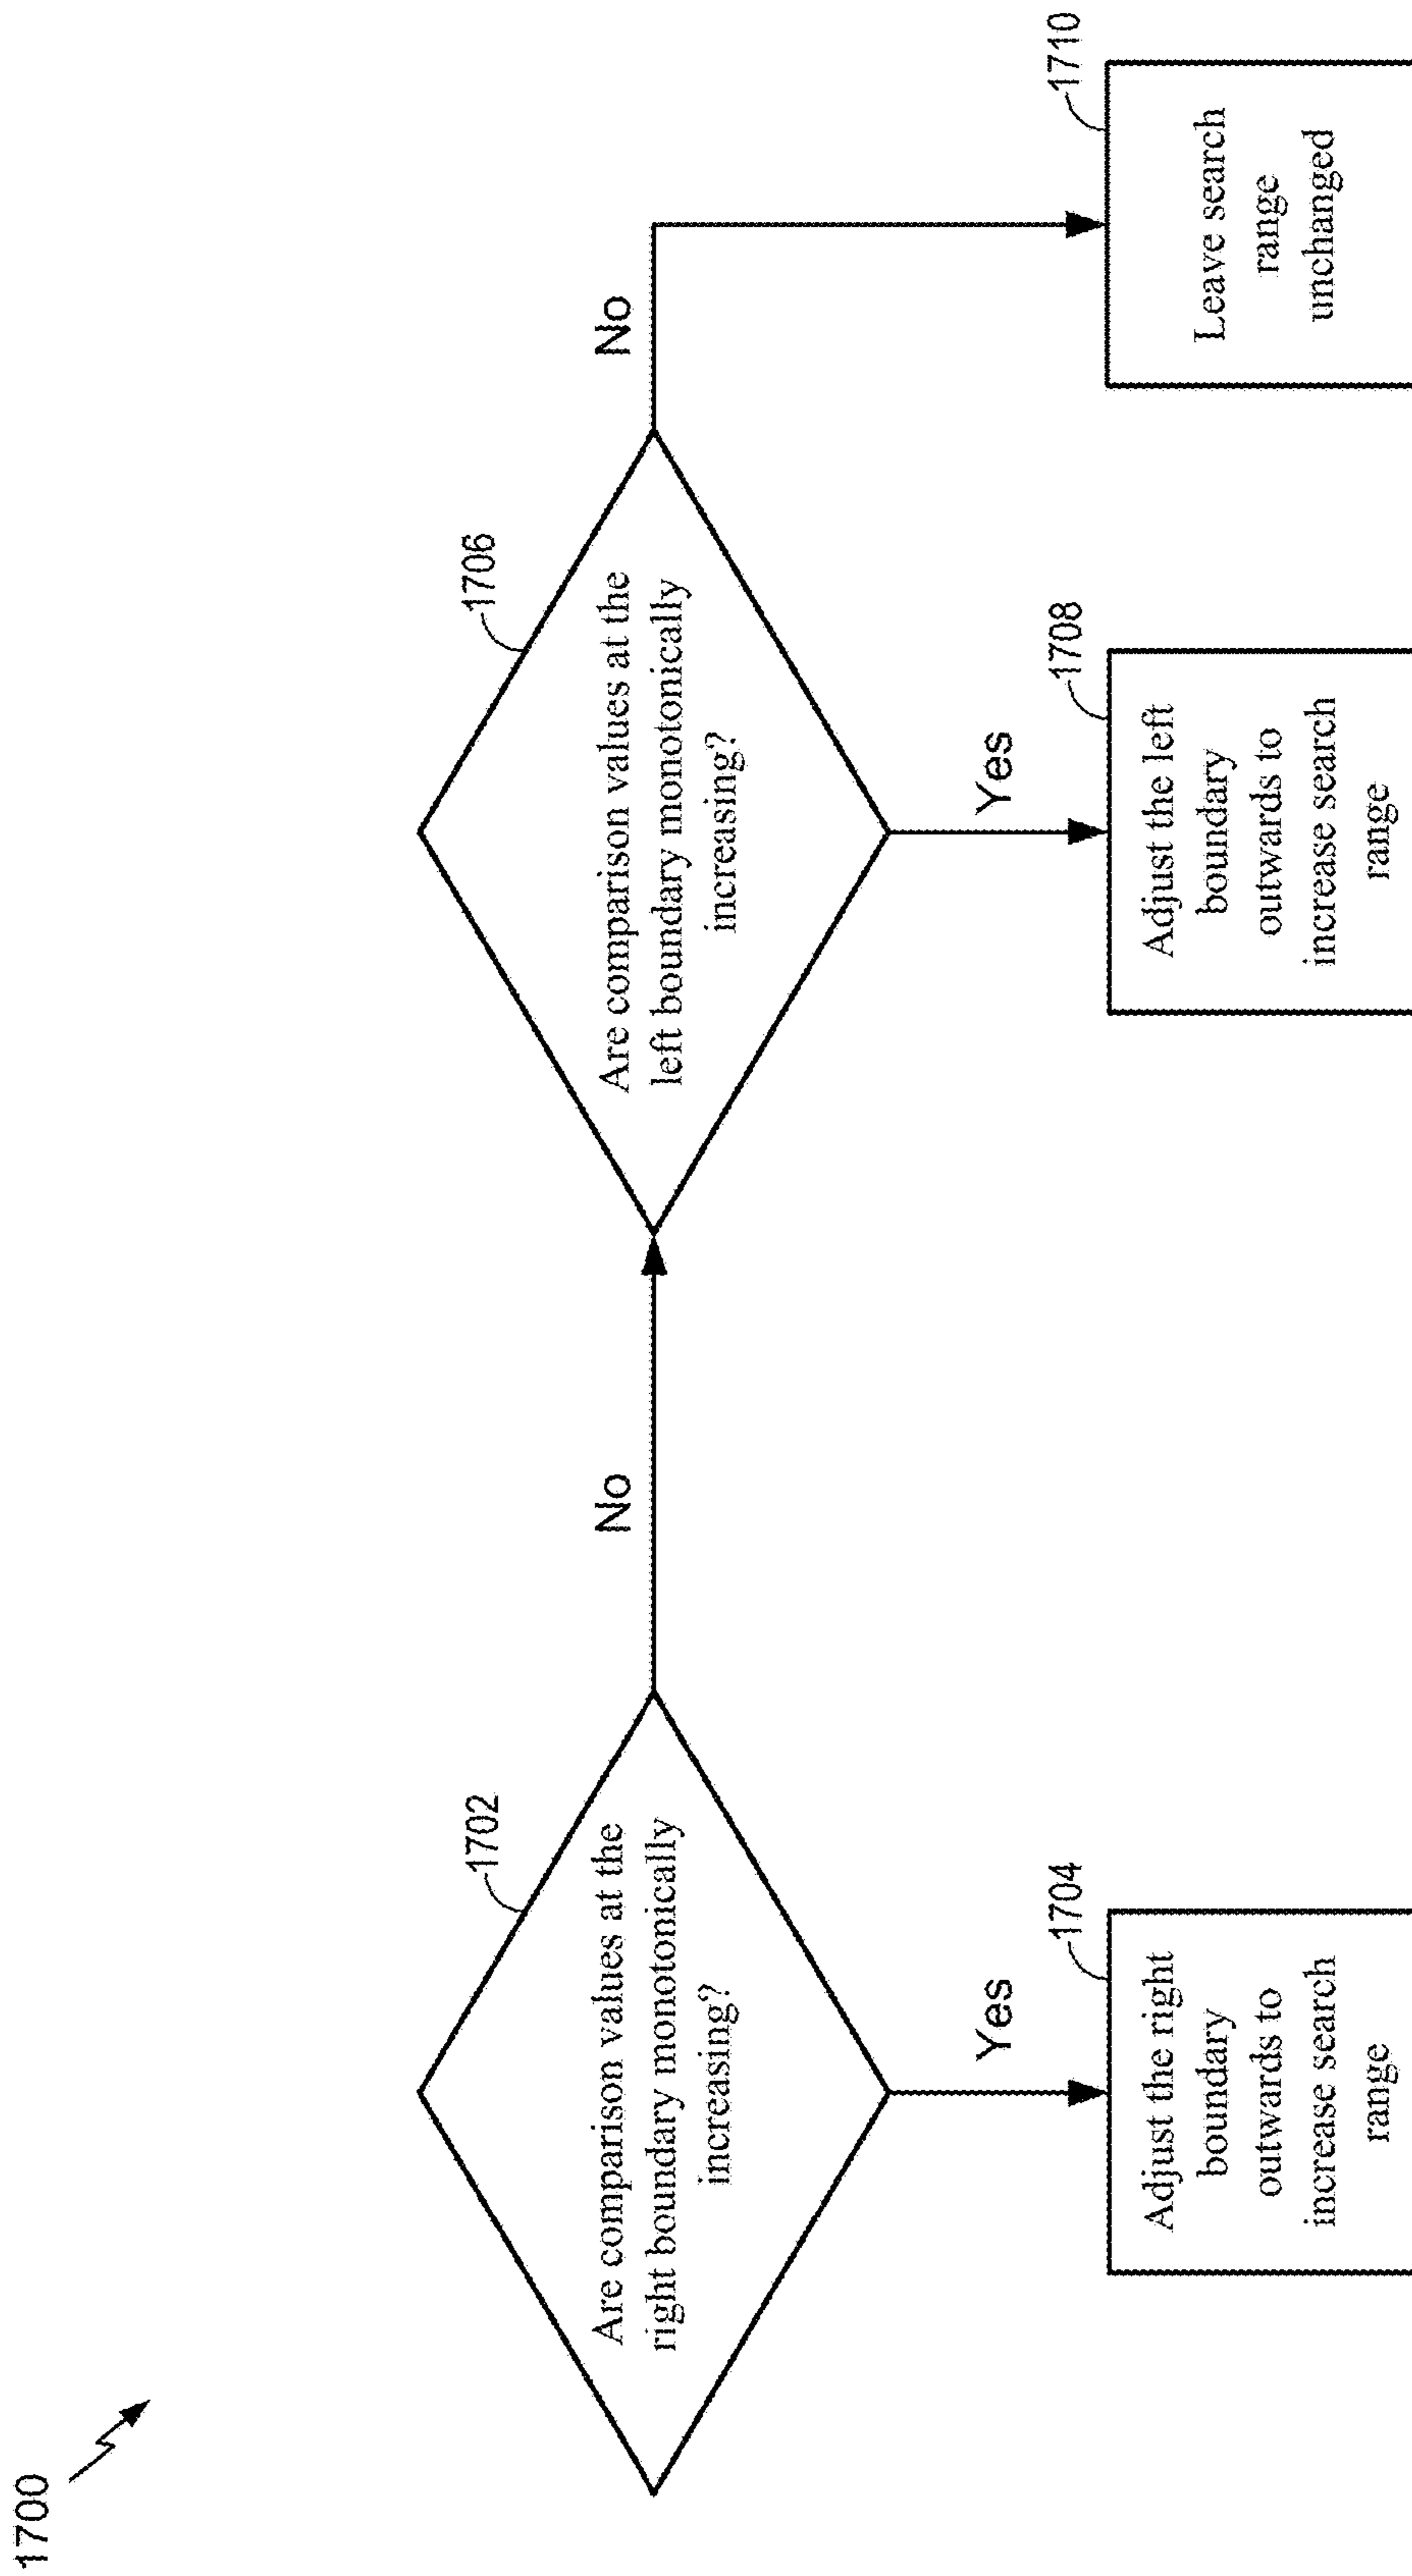 1700
1702
Are comparison values at the
right boundary monotonically
increasing?
No
1706
Are comparison values at the
left boundary monotonically
increasing?
No
Yes
1704
Adjust the right
boundary
outwards to
increase search
range
Yes
1708
Adjust the left
boundary
outwards to
increase search
range
1710
Leave search
range
unchanged